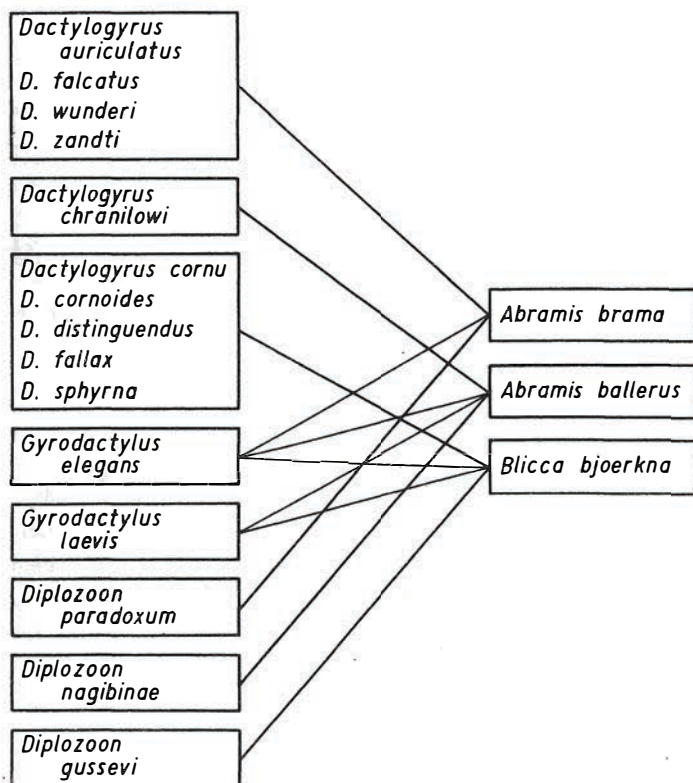 Dactylogyrus
auriculatus
D. falcatus
D. wunderi
D. zandti
Dactylogyrus
chranilowi
Dactylogyrus cornu
D. cornoides
D. distinguendus
D. fallax
D. sphyrna
Gyrodactylus
elegans
Gyrodactylus
laevis
Diplozoon
paradoxum
Diplozoon
nagibinae
Diplozoon
gussevi
Abramis brama
Abramis ballerus
Blicca bjoerkna